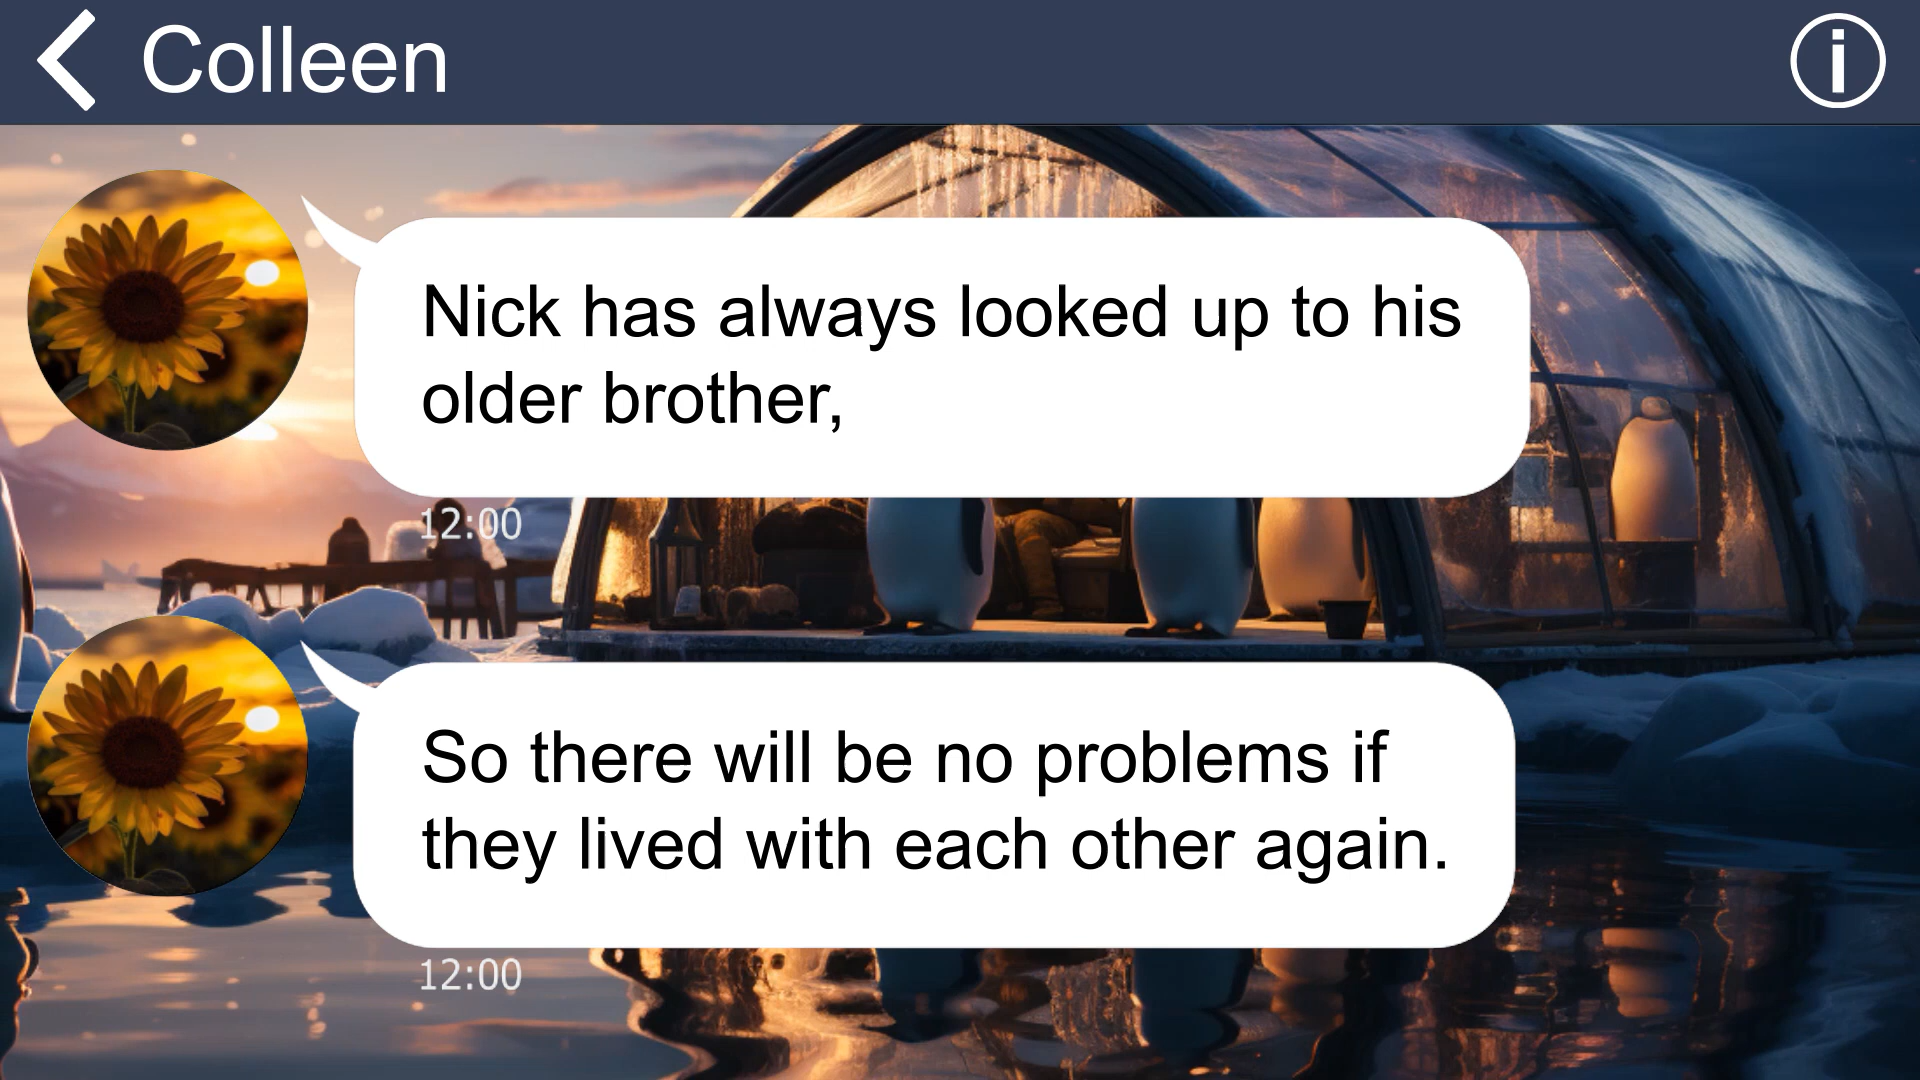 Colleen
Nick has always looked up to his
older brother,
12:00
So there will be no problems if
they lived with each other again.
12:00